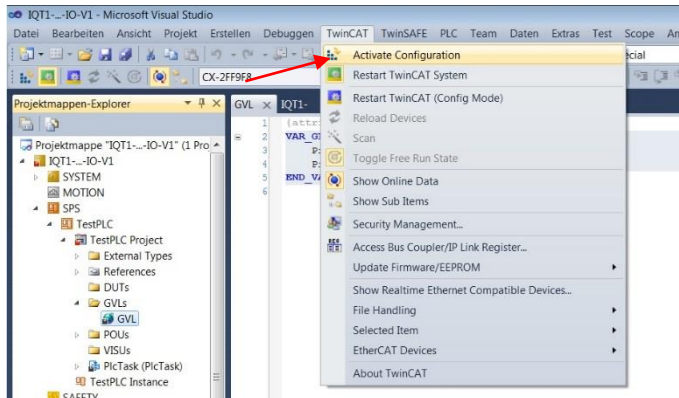 IQT1-...-IO-V1 - Microsoft Visual Studio
Datei Bearbeiten Ansicht Projekt Erstellen Debuggen TwinCAT TwinSAFE PLC Team Daten Extras Test Scope
CX-2FF9F8
Projektmappen-Explorer
GVL
IQT1-
Projektmappe "IQT1-...-IO-V1" (1 Pro
IQT1-...-IO-V1
SYSTEM
MOTION
SPS
TestPLC
TestPLC Project
External Types
References
DUTs
GVLs
GVL
POUs
VISUs
PlcTask (PlcTask)
TestPLC Instance
SAFETY
1 {attr
2 VAR_G
3
4
5 END_VA
6
Activate Configuration
Restart TwinCAT System
Restart TwinCAT (Config Mode)
Reload Devices
Scan
Toggle Free Run State
Show Online Data
Show Sub Items
Security Management...
Access Bus Coupler/IP Link Register...
Update Firmware/EEPROM
Show Realtime Ethernet Compatible Devices...
File Handling
Selected Item
EtherCAT Devices
About TwinCAT